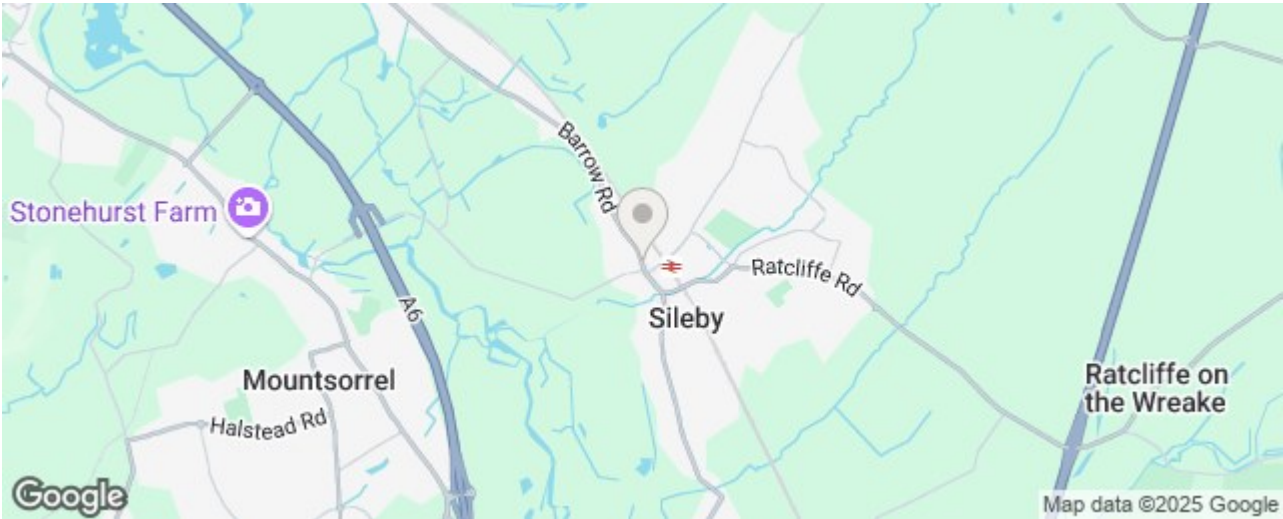 Barrow Rd
Stonehurst Farm
Ratcliffe Rd
A6
Sileby
Mountsorrel
Ratcliffe on
the Wreake
Halstead Rd
Google
Map data ©2025 Google